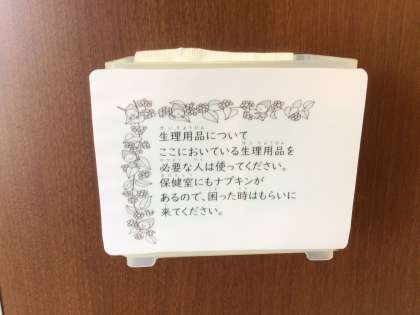 生理用品について
ここにおいている生理用品を
必要な人は使ってください。
保健室にもナプキンが
あるので、困った時はもらいに
来てください。